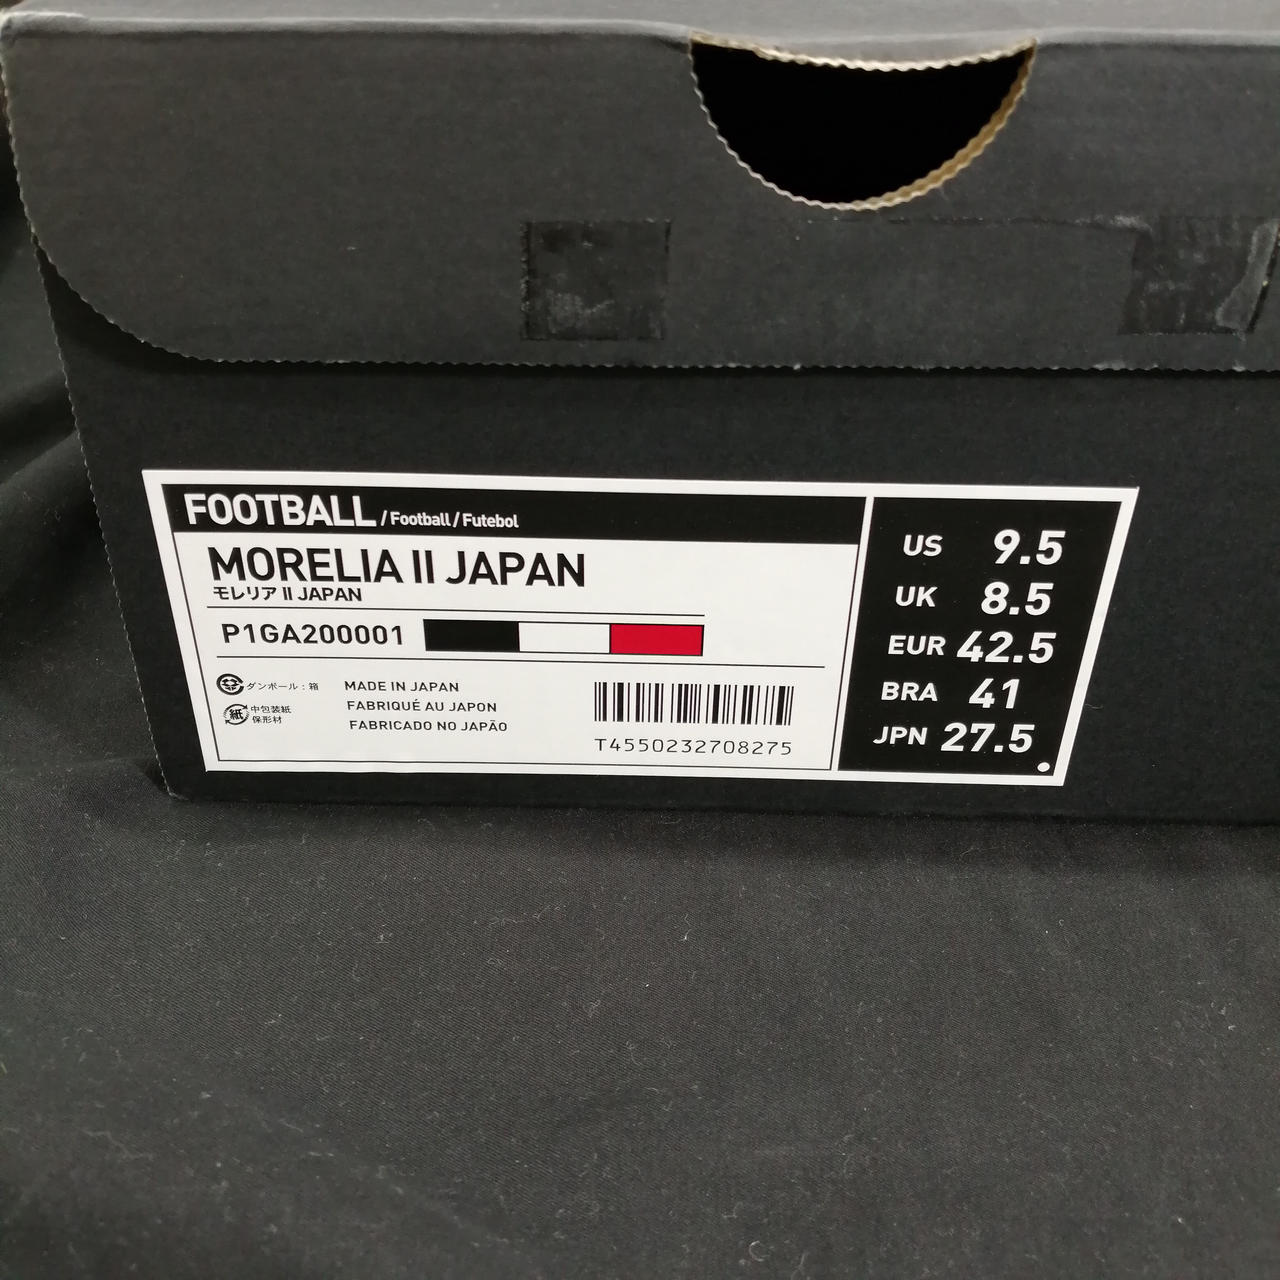 FOOTBALL / Football / Futebol
MORELIA II JAPAN
モレリア II JAPAN
P1GA200001
ダンボール : 箱
紙 中包装紙
保形材
MADE IN JAPAN
FABRIQUÉ AU JAPON
FABRICADO NO JAPÃO
T4550232708275
US 9.5
UK 8.5
EUR 42.5
BRA 41
JPN 27.5